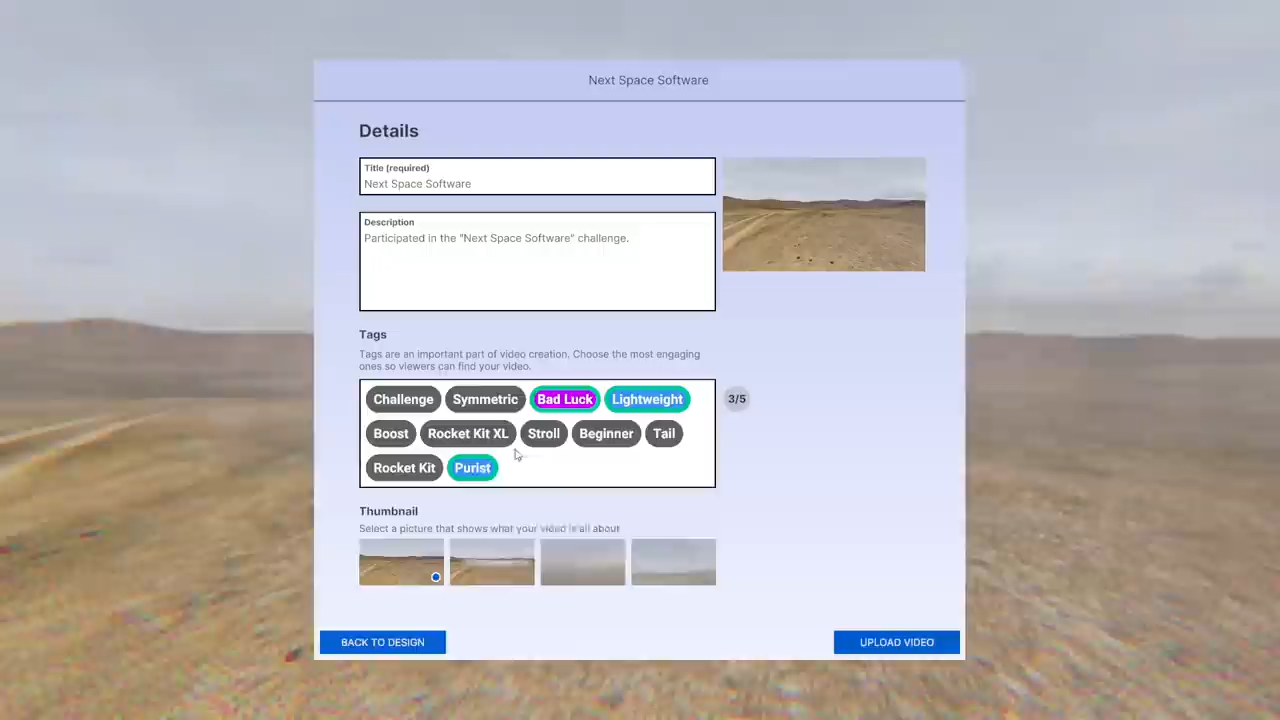 Next Space Software
Details
Title (required)
Next Space Software
Description
Participated in the "Next Space Software" challenge.
Tags
Tags are an important part of video creation. Choose the most engaging
ones so viewers can find your video.
Challenge Symmetric Bad Luck Lightweight 3/5
Boost Rocket Kit XL Stroll Beginner Tail
Rocket Kit Purist
Thumbnail
Select a picture that shows what your video is all about
BACK TO DESIGN UPLOAD VIDEO